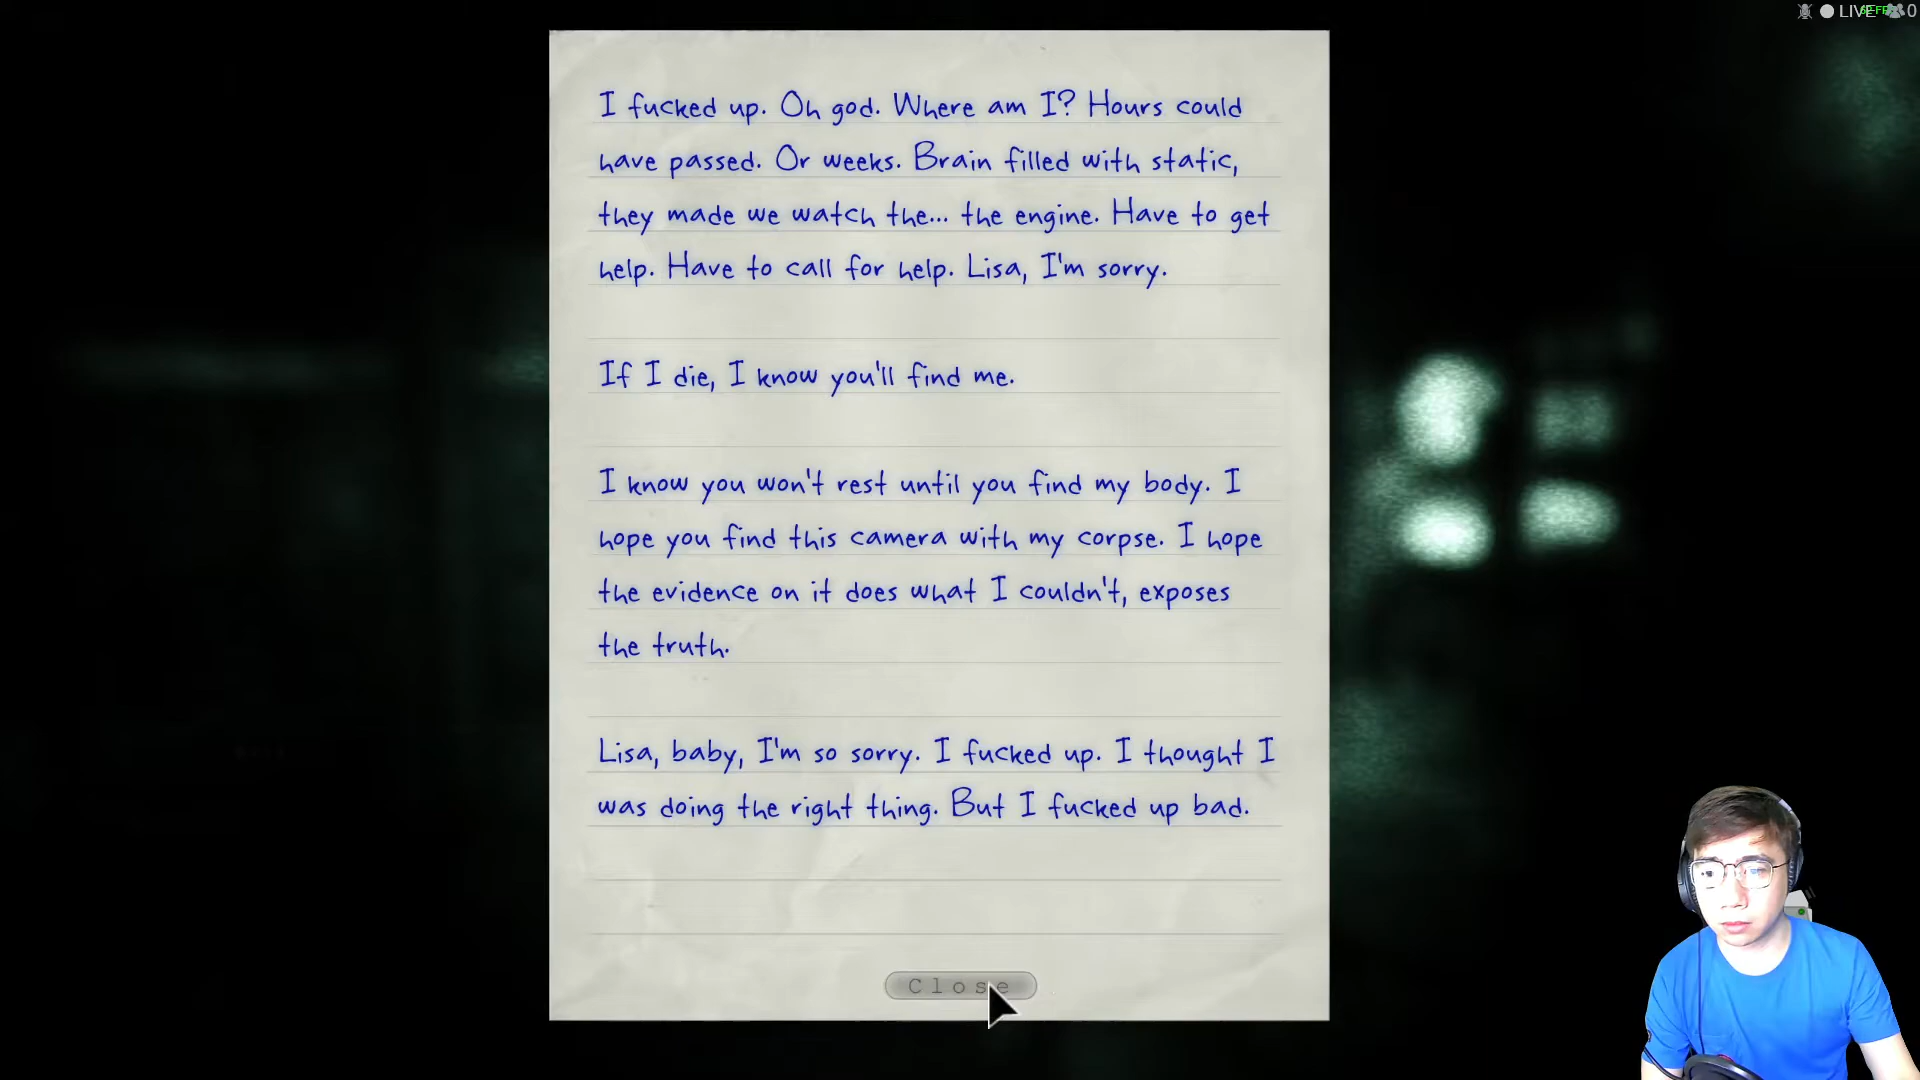 LIVE 0
I fucked up. Oh god. Where am I? Hours could
have passed. Or weeks. Brain filled with static,
they made we watch the... the engine. Have to get
help. Have to call for help. Lisa, I'm sorry.
If I die, I know you'll find me.
I know you won't rest until you find my body. I
hope you find this camera with my corpse. I hope
the evidence on it does what I couldn't, exposes
the truth.
Lisa, baby, I'm so sorry. I fucked up. I thought I
was doing the right thing. But I fucked up bad.
Close